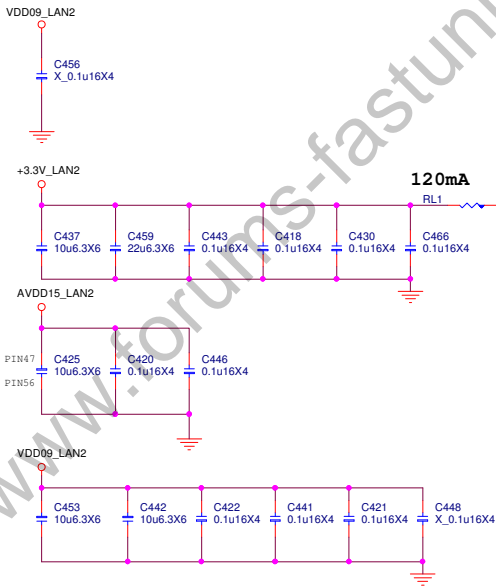 VDD09_LAN2
C456
X_0.1u16X4
+3.3V_LAN2
120mA
RL1
C437 C459 C443 C418 C430 C466
10u6.3X6 22u6.3X6 0.1u16X4 0.1u16X4 0.1u16X4 0.1u16X4
AVDD15_LAN2
PIN47
C425 C420 C446
10u6.3X6 0.1u16X4 0.1u16X4
PIN56
VDD09_LAN2
C453 C442 C422 C441 C421 C448
10u6.3X6 10u6.3X6 0.1u16X4 0.1u16X4 0.1u16X4 X_0.1u16X4
www.forums-fastuni